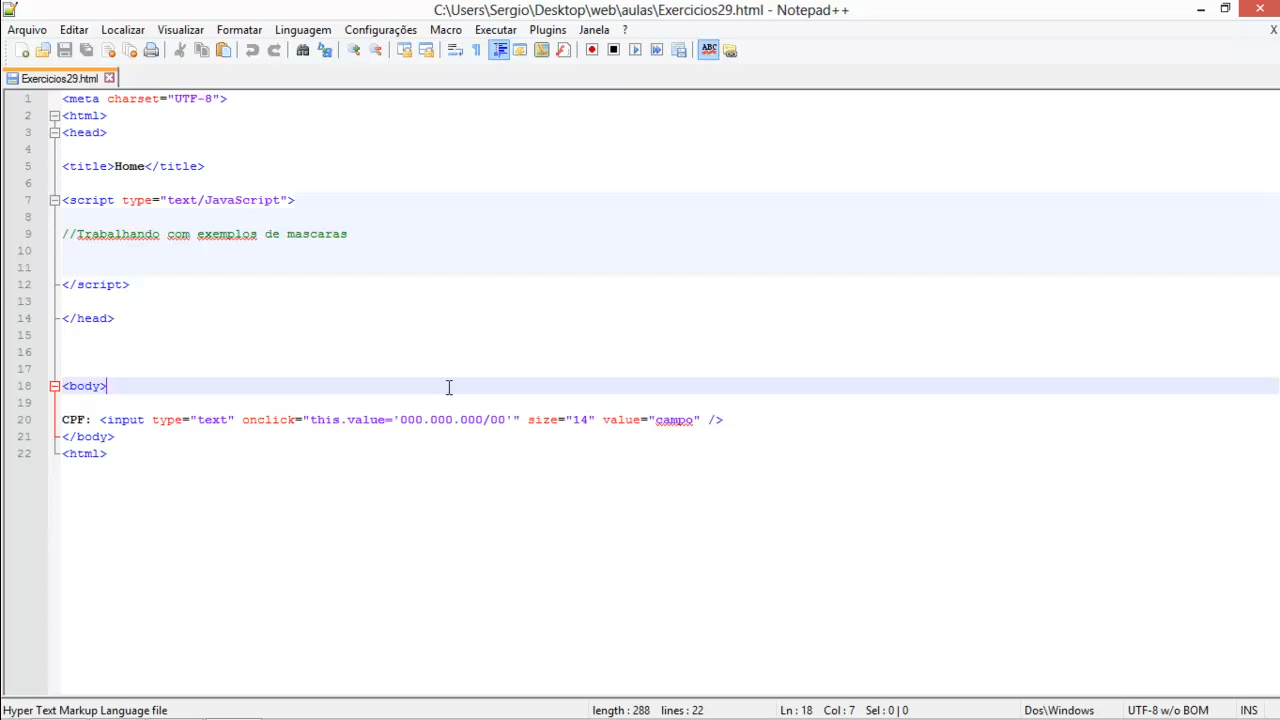 C:\Users\Sergio\Desktop\web\aulas\Exercicios29.html - Notepad++
Arquivo Editar Localizar Visualizar Formatar Linguagem Configurações Macro Executar Plugins Janela ? X
ABC
Exercicios29.html
1 <meta charset="UTF-8">
2 <html>
3 <head>
4
5 <title>Home</title>
6
7 <script type="text/JavaScript">
8
9 //Trabalhando com exemplos de mascaras
10
11
12 </script>
13
14 </head>
15
16
17
18 <body>
19
20 CPF: <input type="text" onclick="this.value='000.000.000/00'" size="14" value="campo" />
21 </body>
22 <html>
Hyper Text Markup Language file length : 288 lines : 22 Ln : 18 Col : 7 Sel : 0 | 0 Dos\Windows UTF-8 w/o BOM INS